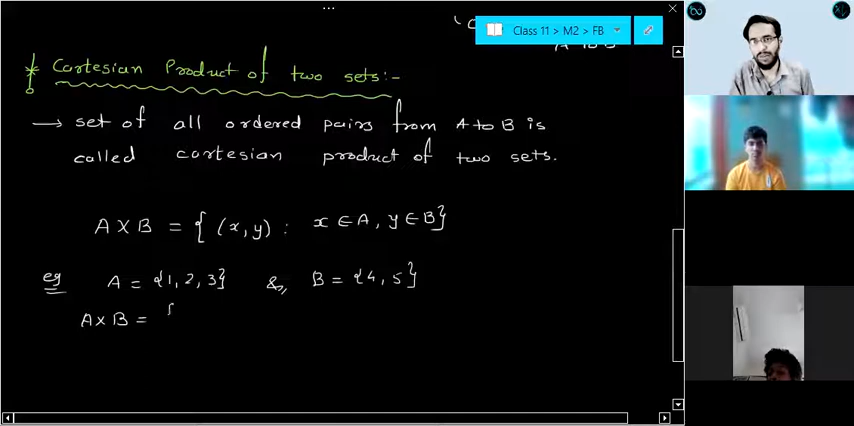 Class 11 > M2 > FB
Cartesian Product of two sets:-
→ set of all ordered pairs from A to B is
called cartesian product of two sets.
A X B = { (x, y) : x ∈ A, y ∈ B}
eg A = {1, 2, 3} &, B = {4, 5}
A x B = {